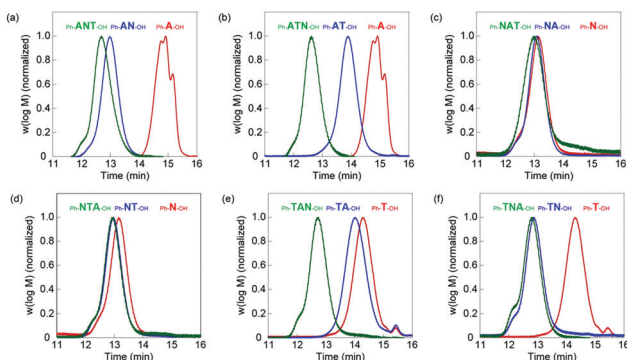 (a) Ph-ANT-OH Ph-AN-OH Ph-A-OH
w(log M) (normalized)
1.0
0.8
0.6
0.4
0.2
0
11 12 13 14 15 16
Time (min)
(b) Ph-ATN-OH Ph-AT-OH Ph-A-OH
w(log M) (normalized)
1.0
0.8
0.6
0.4
0.2
0
11 12 13 14 15 16
Time (min)
(c) Ph-NAT-OH Ph-NA-OH Ph-N-OH
w(log M) (normalized)
1.0
0.8
0.6
0.4
0.2
0
11 12 13 14 15 16
Time (min)
(d) Ph-NTA-OH Ph-NT-OH Ph-N-OH
w(log M) (normalized)
1.0
0.8
0.6
0.4
0.2
0
11 12 13 14 15 16
Time (min)
(e) Ph-TAN-OH Ph-TA-OH Ph-T-OH
w(log M) (normalized)
1.0
0.8
0.6
0.4
0.2
0
11 12 13 14 15 16
Time (min)
(f) Ph-TNA-OH Ph-TN-OH Ph-T-OH
w(log M) (normalized)
1.0
0.8
0.6
0.4
0.2
0
11 12 13 14 15 16
Time (min)